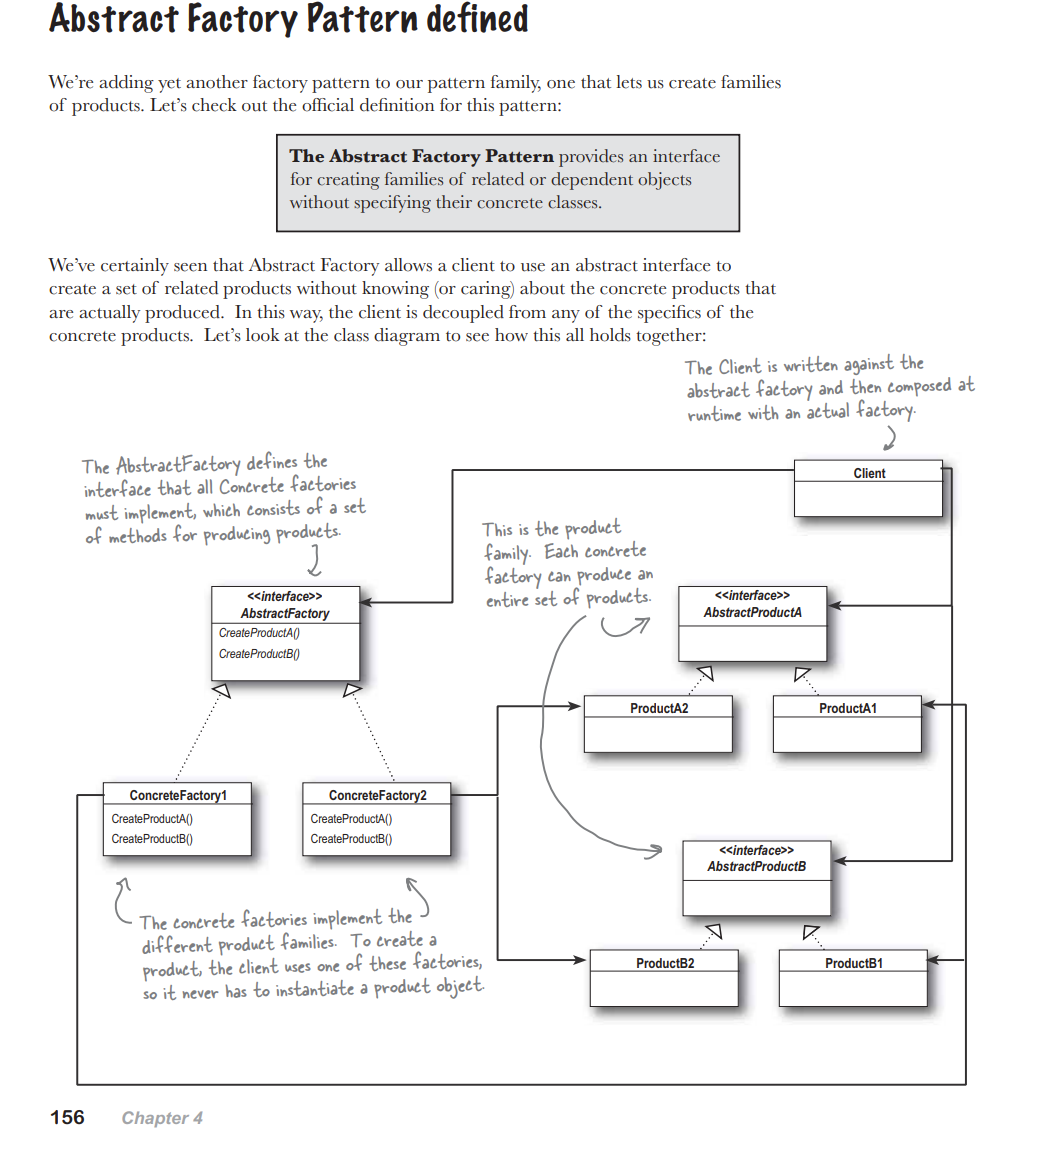 Abstract Factory Pattern defined
We're adding yet another factory pattern to our pattern family, one that lets us create families
of products. Let's check out the official definition for this pattern:
The Abstract Factory Pattern provides an interface
for creating families of related or dependent objects
without specifying their concrete classes.
We've certainly seen that Abstract Factory allows a client to use an abstract interface to
create a set of related products without knowing (or caring) about the concrete products that
are actually produced. In this way, the client is decoupled from any of the specifics of the
concrete products. Let's look at the class diagram to see how this all holds together:
The Client is written against the
abstract factory and then composed at
runtime with an actual factory.
The AbstractFactory defines the
interface that all Concrete factories
must implement, which consists of a set
of methods for producing products.
Client
This is the product
family. Each concrete
factory can produce an
entire set of products.
<<interface>>
AbstractFactory
CreateProductA()
CreateProductB()
<<interface>>
AbstractProductA
ProductA2
ProductA1
ConcreteFactory1
CreateProductA()
CreateProductB()
ConcreteFactory2
CreateProductA()
CreateProductB()
<<interface>>
AbstractProductB
The concrete factories implement the
different product families. To create a
product, the client uses one of these factories,
so it never has to instantiate a product object.
ProductB2
ProductB1
156
Chapter 4